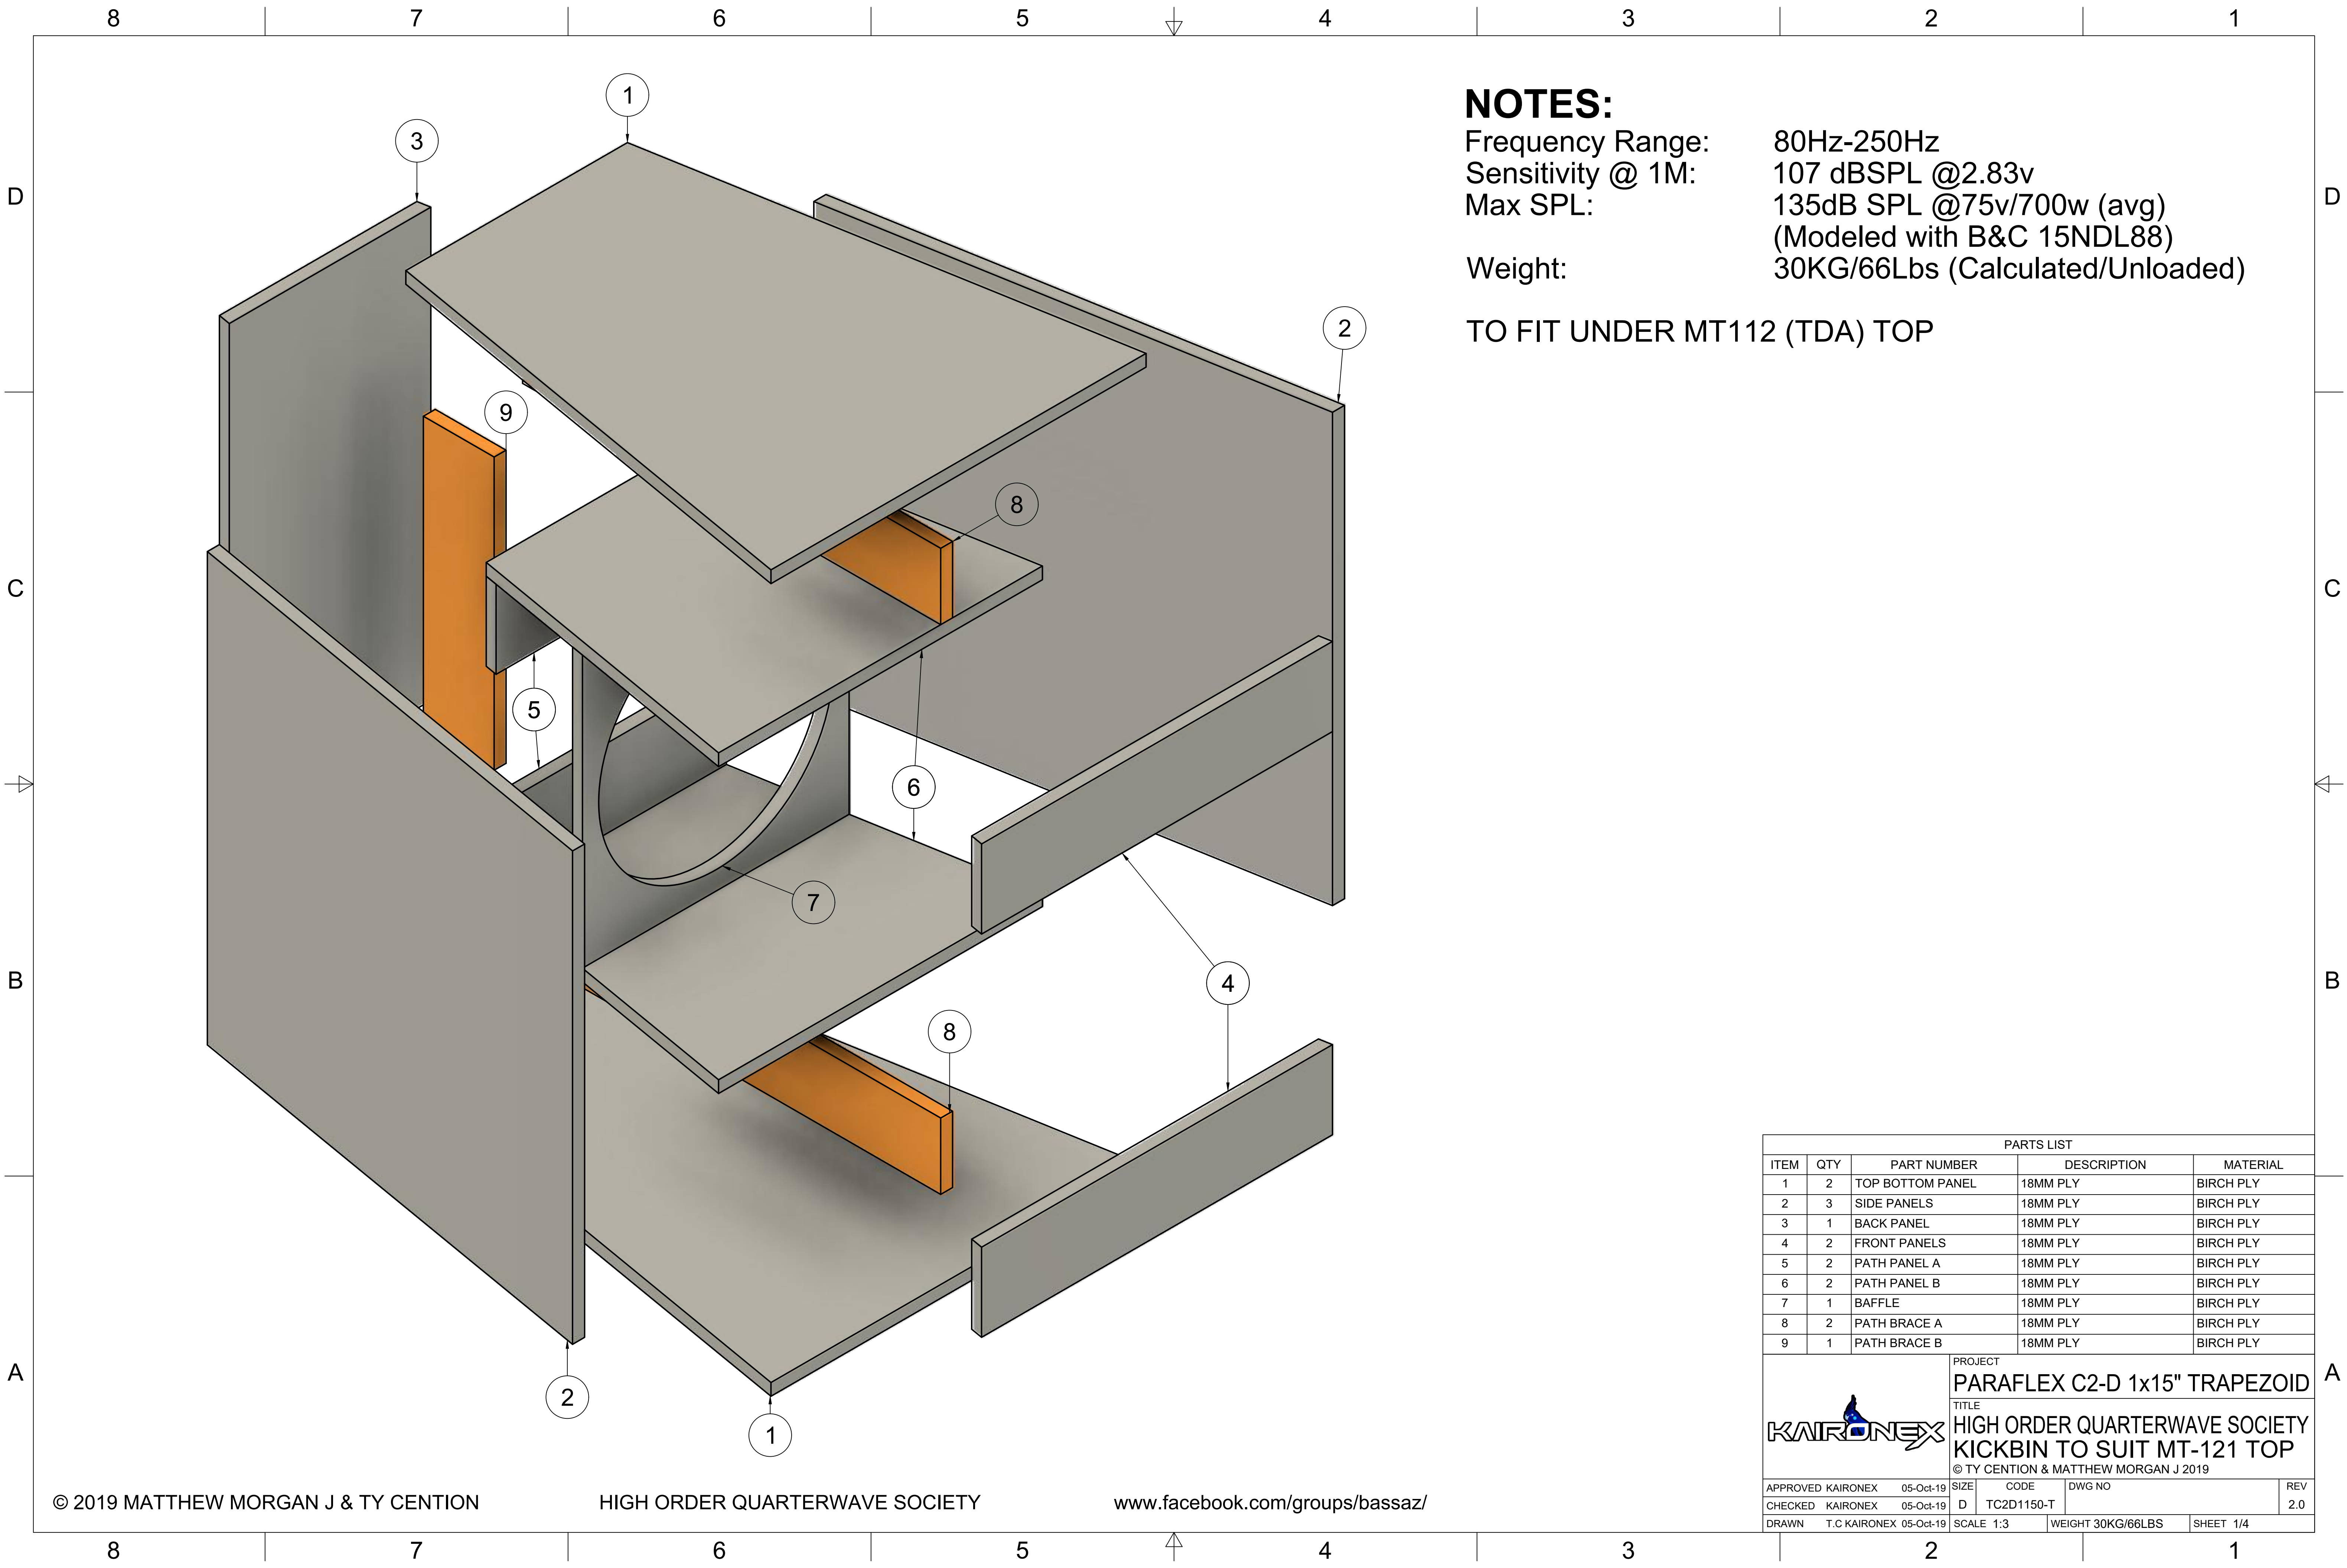 8 7 6 5 4 3 2 1
D
C
B
A
D
C
B
A
1
3
2
9
8
5
6
7
4
8
2
1
NOTES:
Frequency Range: 80Hz-250Hz
Sensitivity @ 1M: 107 dBSPL @2.83v
Max SPL: 135dB SPL @75v/700w (avg)
(Modeled with B&C 15NDL88)
Weight: 30KG/66Lbs (Calculated/Unloaded)
TO FIT UNDER MT112 (TDA) TOP
PARTS LIST
ITEM QTY PART NUMBER DESCRIPTION MATERIAL
1 2 TOP BOTTOM PANEL 18MM PLY BIRCH PLY
2 3 SIDE PANELS 18MM PLY BIRCH PLY
3 1 BACK PANEL 18MM PLY BIRCH PLY
4 2 FRONT PANELS 18MM PLY BIRCH PLY
5 2 PATH PANEL A 18MM PLY BIRCH PLY
6 2 PATH PANEL B 18MM PLY BIRCH PLY
7 1 BAFFLE 18MM PLY BIRCH PLY
8 2 PATH BRACE A 18MM PLY BIRCH PLY
9 1 PATH BRACE B 18MM PLY BIRCH PLY
KAIRONEX
PROJECT
PARAFLEX C2-D 1x15" TRAPEZOID
TITLE
HIGH ORDER QUARTERWAVE SOCIETY
KICKBIN TO SUIT MT-121 TOP
© TY CENTION & MATTHEW MORGAN J 2019
APPROVED KAIRONEX 05-Oct-19
CHECKED KAIRONEX 05-Oct-19
DRAWN T.C KAIRONEX 05-Oct-19
SIZE CODE DWG NO REV
D TC2D1150-T 2.0
SCALE 1:3 WEIGHT 30KG/66LBS SHEET 1/4
© 2019 MATTHEW MORGAN J & TY CENTION HIGH ORDER QUARTERWAVE SOCIETY www.facebook.com/groups/bassaz/
8 7 6 5 4 3 2 1